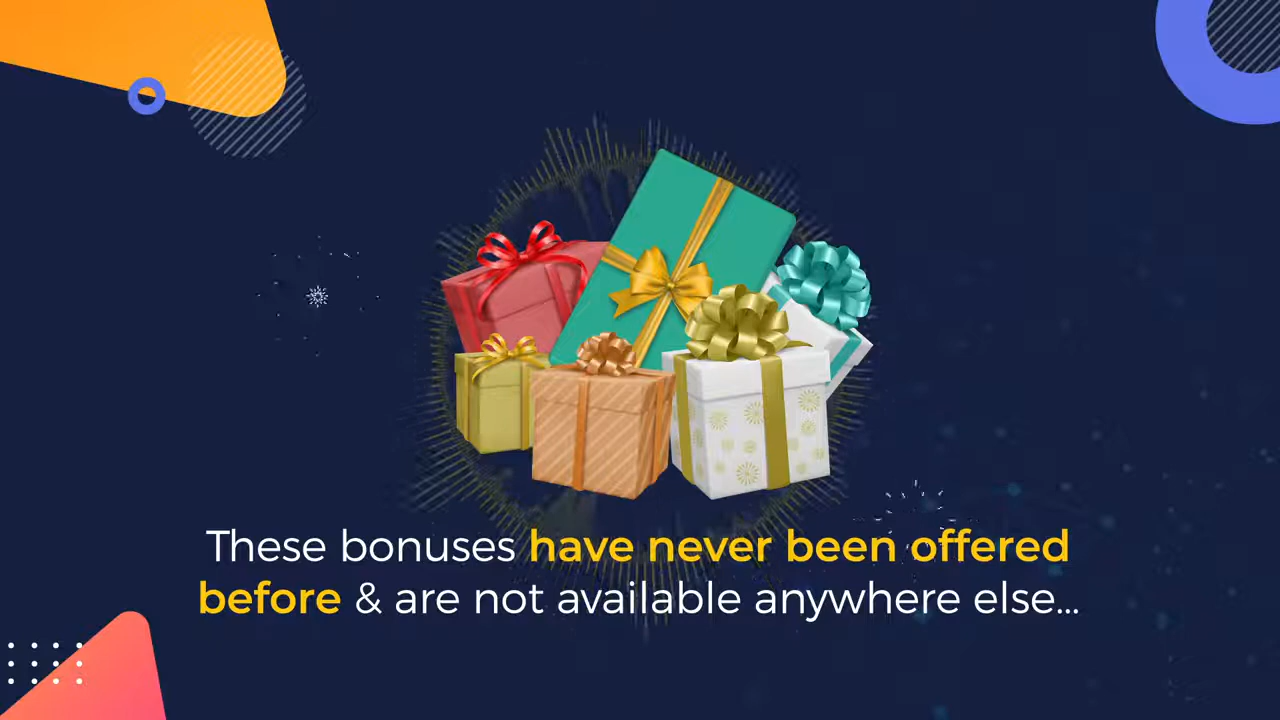 These bonuses have never been offered
before & are not available anywhere else...